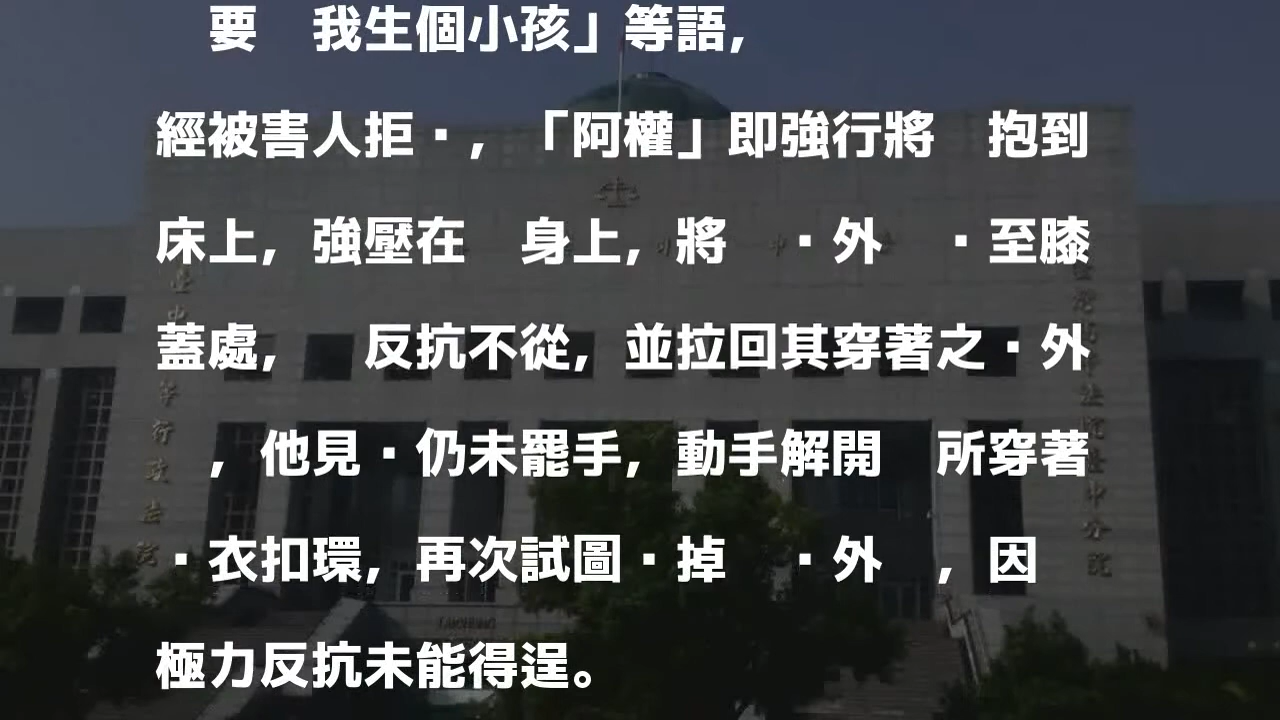 要　我生個小孩」等語，
經被害人拒·，「阿權」即強行將　抱到
床上，強壓在　身上，將　·外　·至膝
蓋處，　反抗不從，並拉回其穿著之·外
　，他見·仍未罷手，動手解開　所穿著
·衣扣環，再次試圖·掉　·外　，因
極力反抗未能得逞。
TAICHUNG